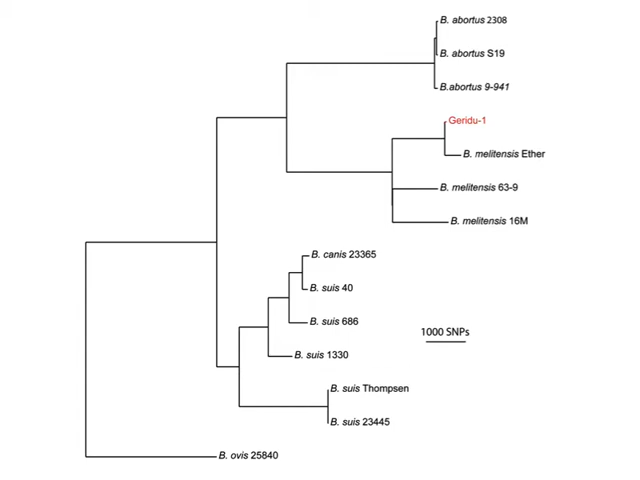 B. abortus 2308
B. abortus S19
B.abortus 9-941
Geridu-1
B. melitensis Ether
B. melitensis 63-9
B. melitensis 16M
B. canis 23365
B. suis 40
B. suis 686
1000 SNPs
B. suis 1330
B. suis Thompsen
B. suis 23445
B. ovis 25840